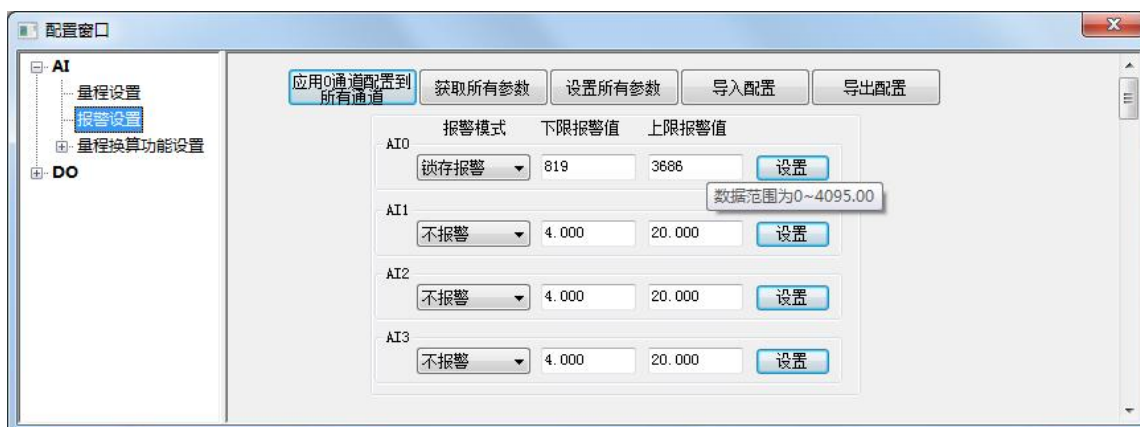 配置窗口
AI
量程设置
报警设置
量程换算功能设置
DO
应用0通道配置到
所有通道
获取所有参数
设置所有参数
导入配置
导出配置
报警模式 下限报警值 上限报警值
AI0
锁存报警 819 3686 设置
数据范围为0~4095.00
AI1
不报警 4.000 20.000 设置
AI2
不报警 4.000 20.000 设置
AI3
不报警 4.000 20.000 设置